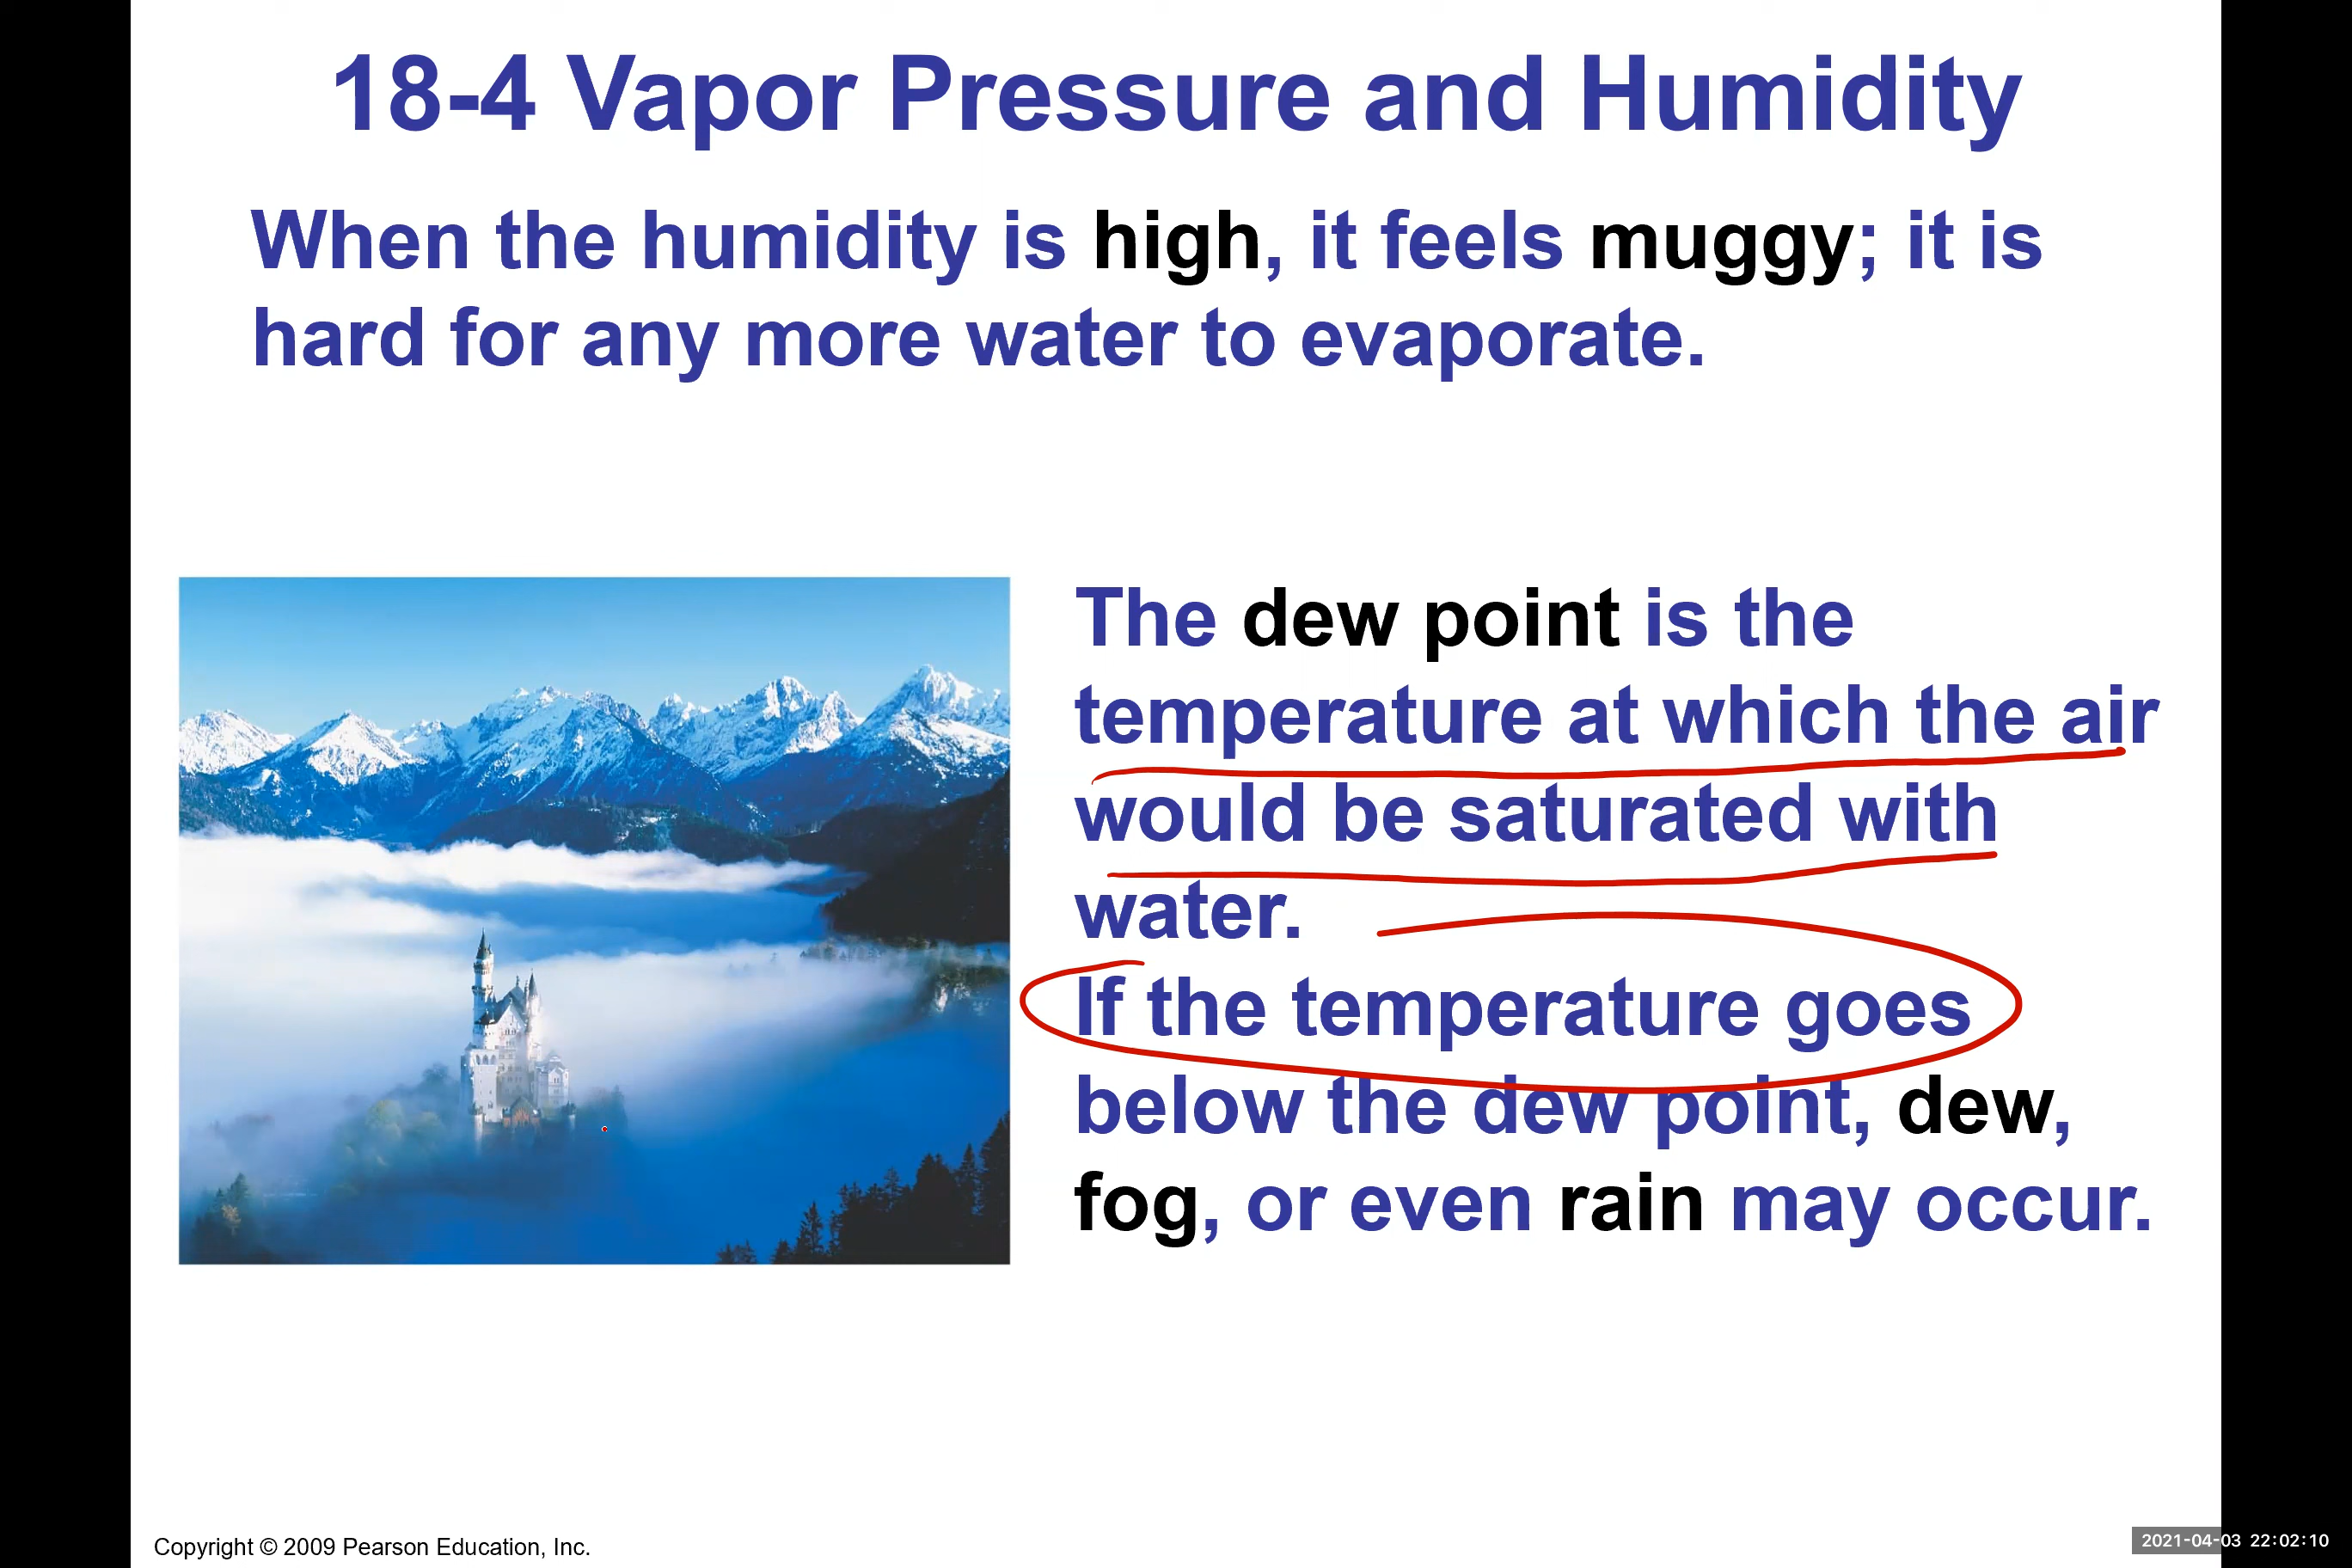 18-4 Vapor Pressure and Humidity
When the humidity is high, it feels muggy; it is
hard for any more water to evaporate.
The dew point is the
temperature at which the air
would be saturated with
water.
If the temperature goes
below the dew point, dew,
fog, or even rain may occur.
Copyright © 2009 Pearson Education, Inc.
2021-04-03 22:02:10